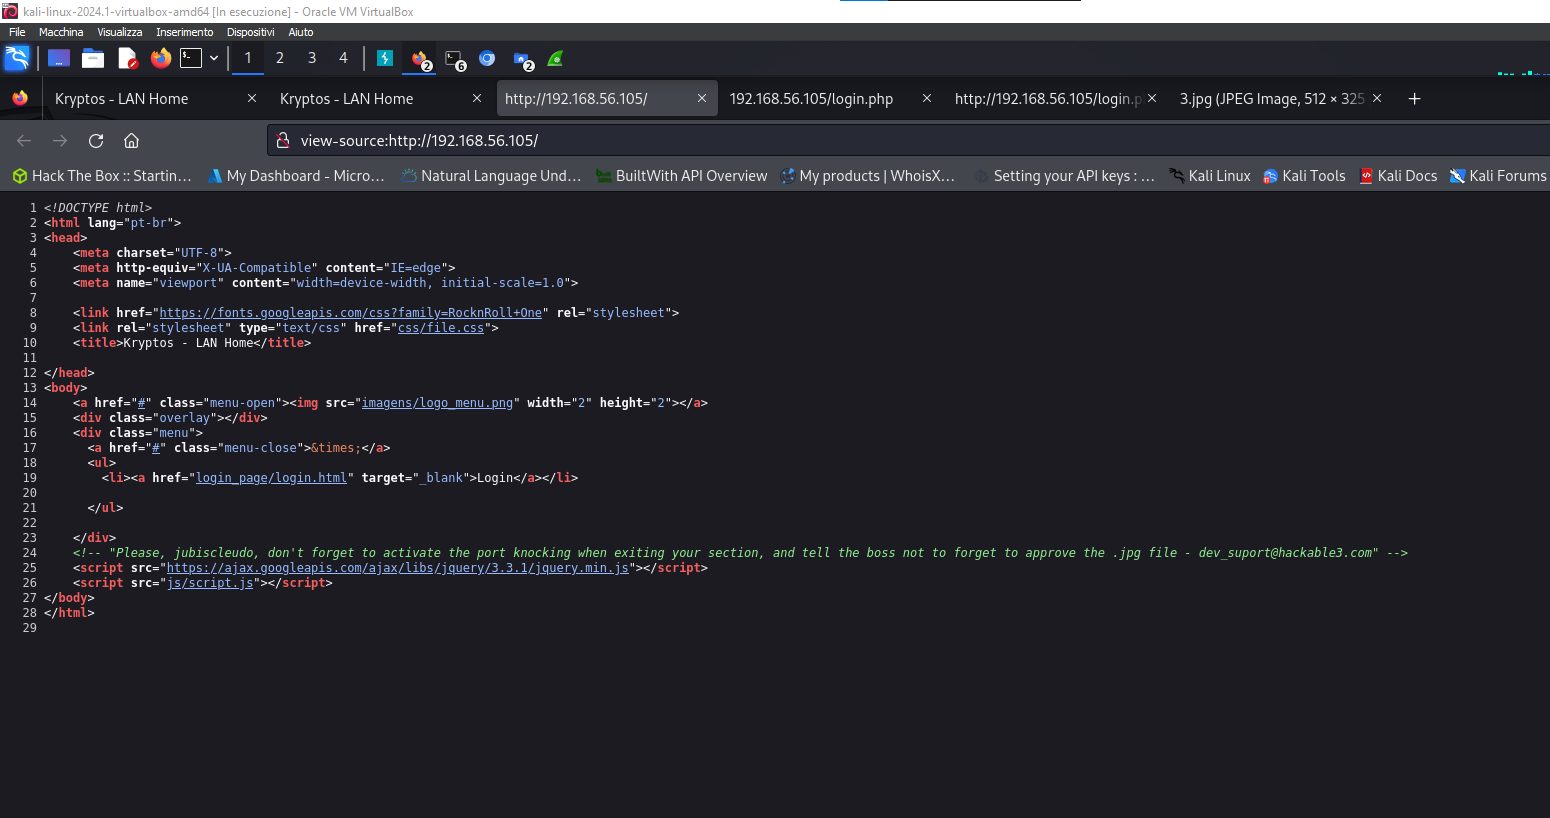 kali-linux-2024.1-virtualbox-amd64 [In esecuzione] - Oracle VM VirtualBox
File Macchina Visualizza Inserimento Dispositivi Aiuto
1 2 3 4 2 6 2
Kryptos - LAN Home × Kryptos - LAN Home × http://192.168.56.105/ × 192.168.56.105/login.php × http://192.168.56.105/login.p × 3.jpg (JPEG Image, 512 × 325 × +
view-source:http://192.168.56.105/
Hack The Box :: Startin… My Dashboard - Micro… Natural Language Und… BuiltWith API Overview My products | WhoisX… Setting your API keys : … Kali Linux Kali Tools Kali Docs Kali Forums
1 <!DOCTYPE html>
2 <html lang="pt-br">
3 <head>
4     <meta charset="UTF-8">
5     <meta http-equiv="X-UA-Compatible" content="IE=edge">
6     <meta name="viewport" content="width=device-width, initial-scale=1.0">
7
8     <link href="https://fonts.googleapis.com/css?family=RocknRoll+One" rel="stylesheet">
9     <link rel="stylesheet" type="text/css" href="css/file.css">
10     <title>Kryptos - LAN Home</title>
11
12 </head>
13 <body>
14     <a href="#" class="menu-open"><img src="imagens/logo_menu.png" width="2" height="2"></a>
15     <div class="overlay"></div>
16     <div class="menu">
17       <a href="#" class="menu-close">&times;</a>
18       <ul>
19         <li><a href="login_page/login.html" target="_blank">Login</a></li>
20
21       </ul>
22
23     </div>
24     <!-- "Please, jubiscleudo, don't forget to activate the port knocking when exiting your section, and tell the boss not to forget to approve the .jpg file - dev_suport@hackable3.com" -->
25     <script src="https://ajax.googleapis.com/ajax/libs/jquery/3.3.1/jquery.min.js"></script>
26     <script src="js/script.js"></script>
27 </body>
28 </html>
29